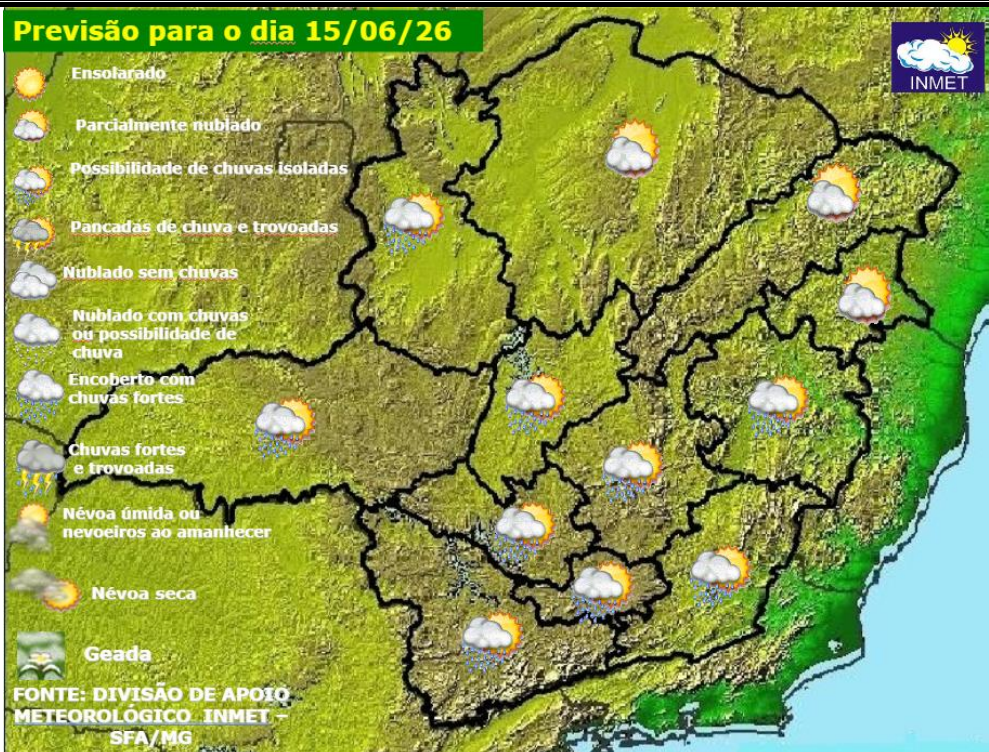 Previsão para o dia 15/06/26
INMET
Ensolarado
Parcialmente nublado
Possibilidade de chuvas isoladas
Pancadas de chuva e trovoadas
Nublado sem chuvas
Nublado com chuvas
ou possibilidade de
chuva
Encoberto com
chuvas fortes
Chuvas fortes
e trovoadas
Névoa úmida ou
nevoeiros ao amanhecer
Névoa seca
Geada
FONTE: DIVISÃO DE APOIO
METEOROLÓGICO INMET –
SFA/MG